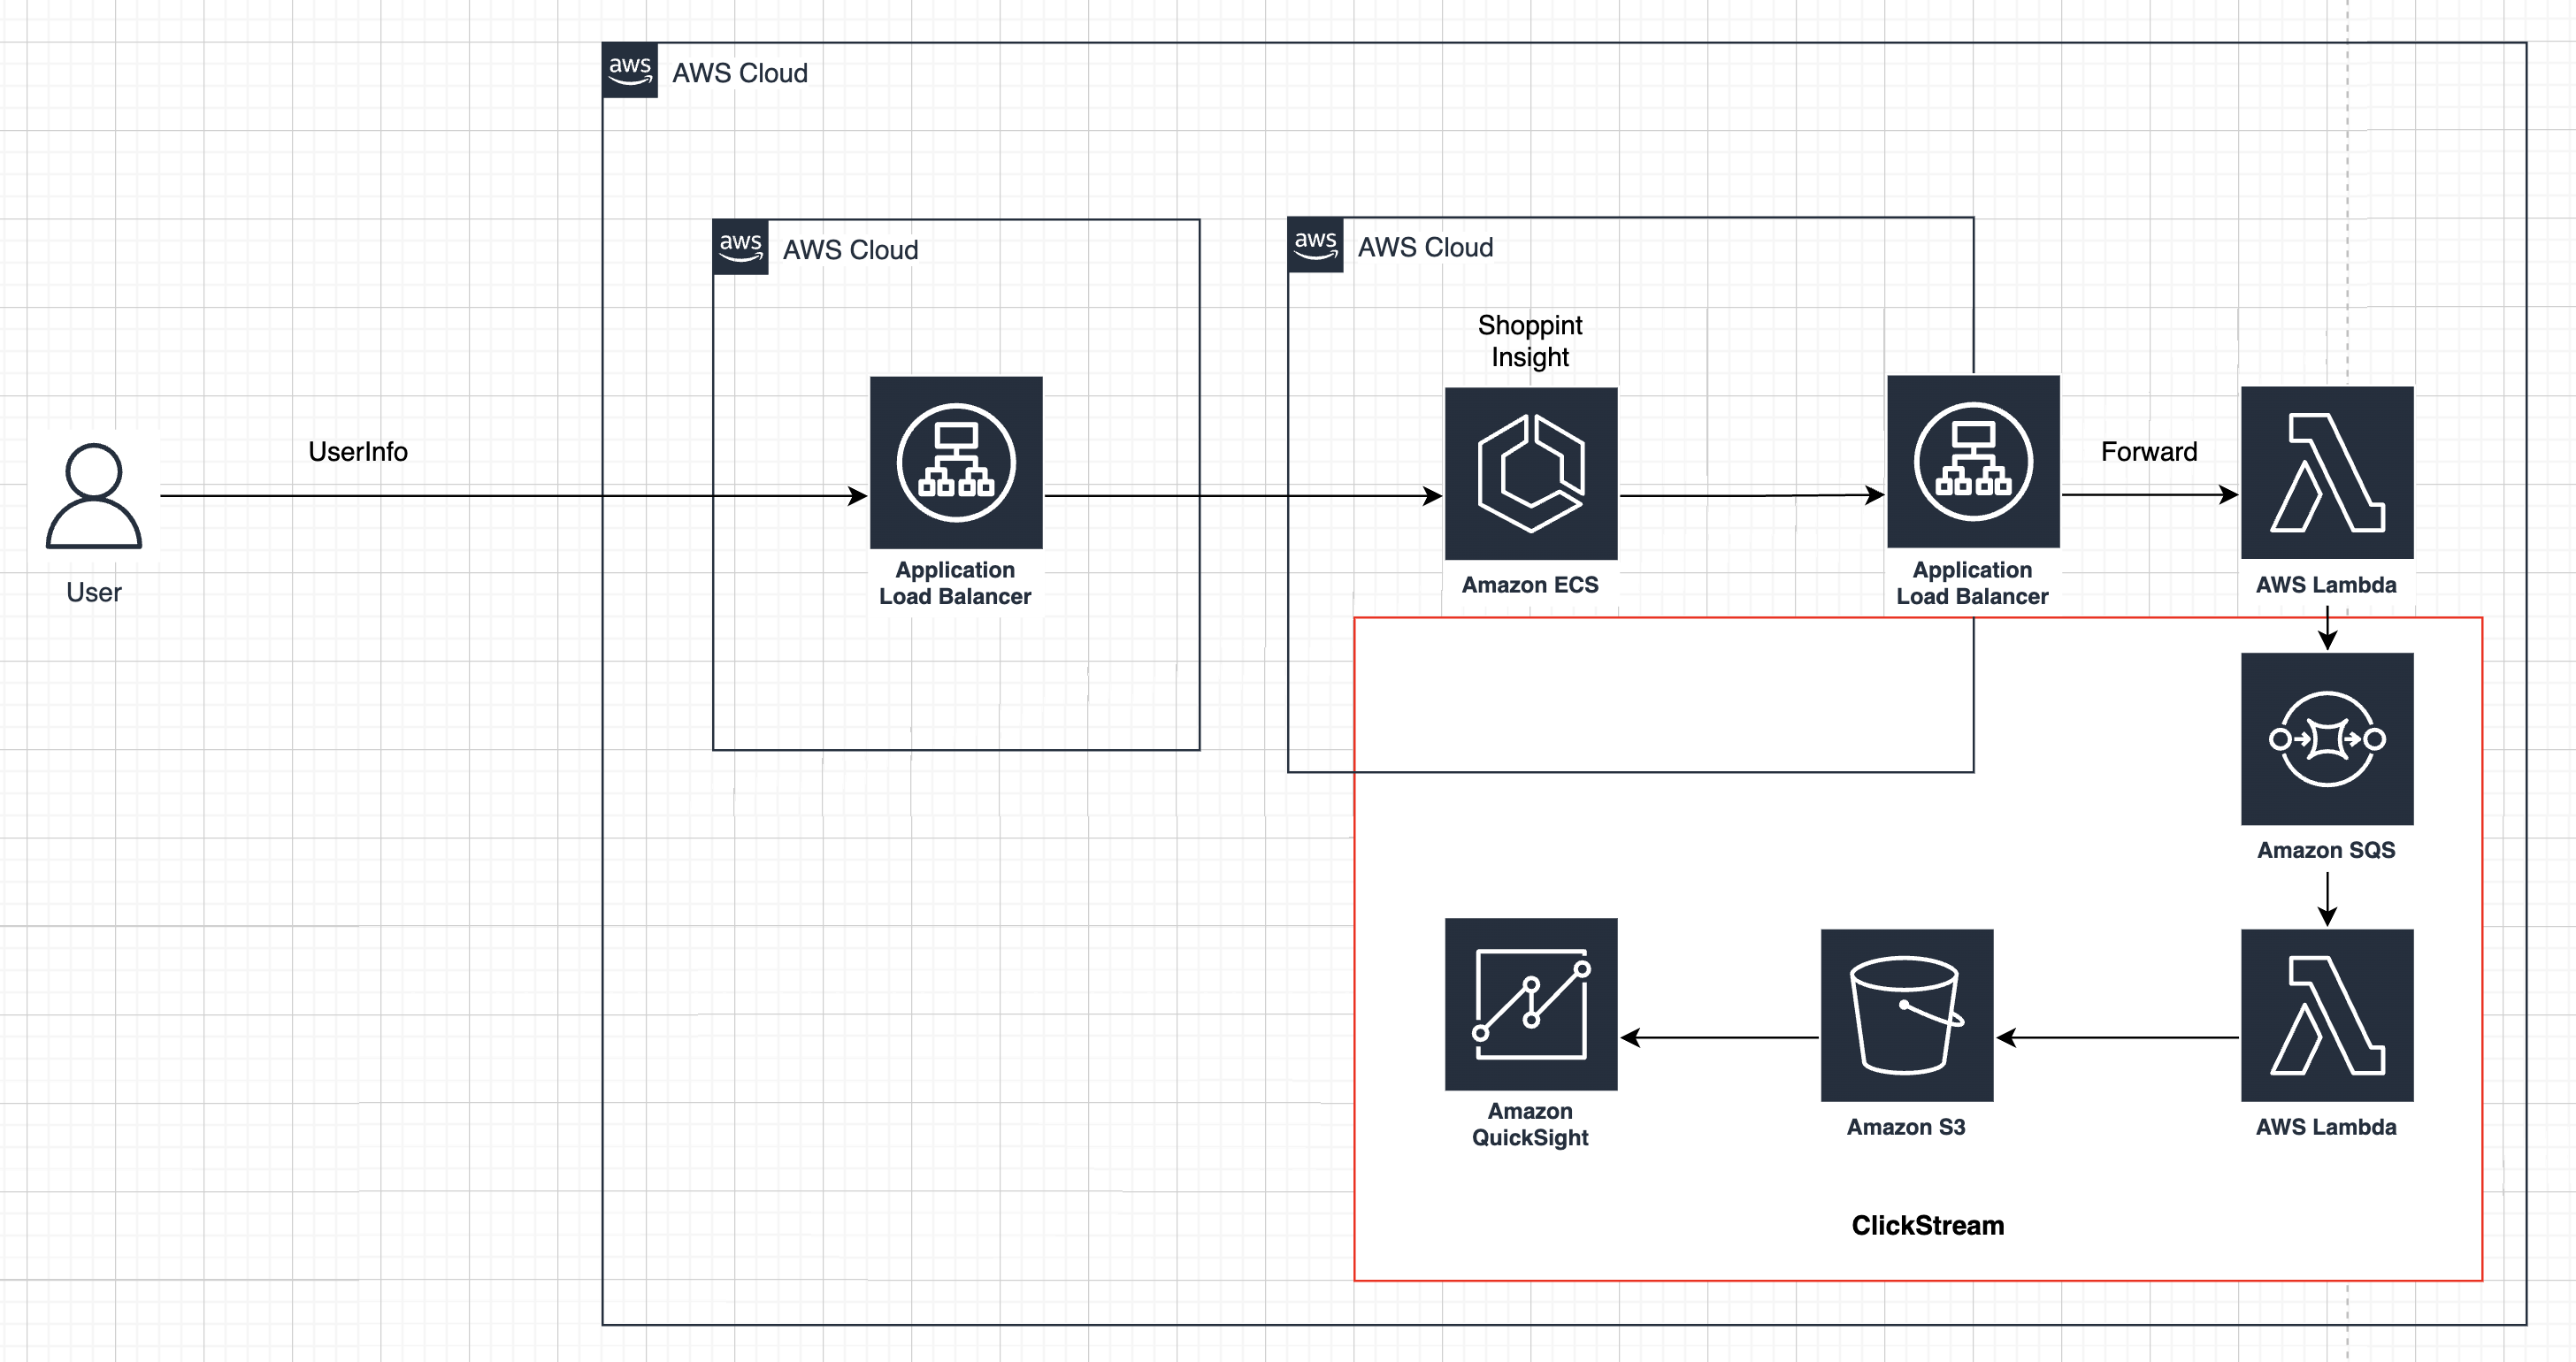 aws
AWS Cloud
aws
AWS Cloud
aws
AWS Cloud
Shoppint
Insight
UserInfo
Forward
User
Application
Load Balancer
Amazon ECS
Application
Load Balancer
AWS Lambda
Amazon SQS
Amazon
QuickSight
Amazon S3
AWS Lambda
ClickStream